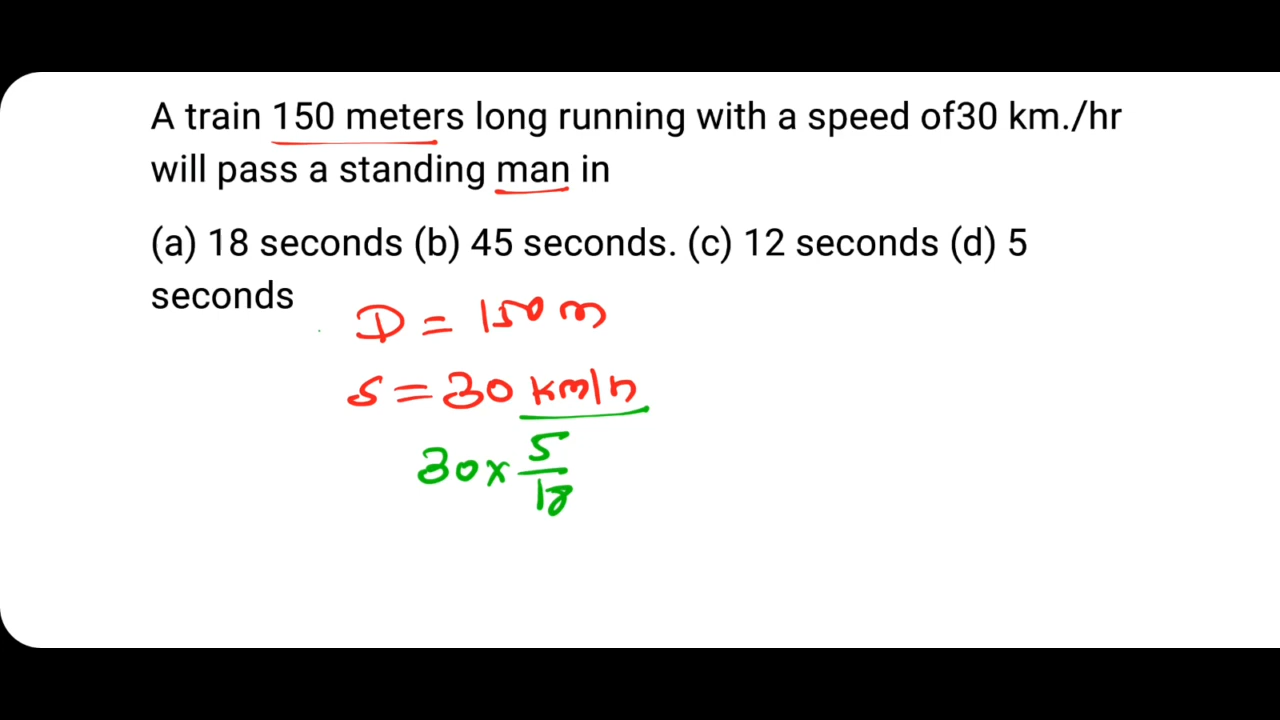 A train 150 meters long running with a speed of30 km./hr
will pass a standing man in
(a) 18 seconds (b) 45 seconds. (c) 12 seconds (d) 5
seconds
D = 150 m
S = 30 km/h
30 x 5/18